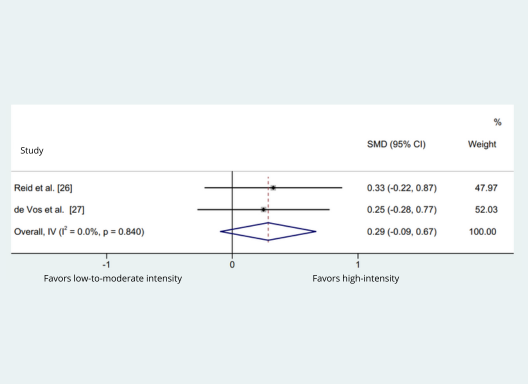 %
Study SMD (95% CI) Weight
Reid et al. [26] 0.33 (-0.22, 0.87) 47.97
de Vos et al. [27] 0.25 (-0.28, 0.77) 52.03
Overall, IV (I² = 0.0%, p = 0.840) 0.29 (-0.09, 0.67) 100.00
-1 0 1
Favors low-to-moderate intensity Favors high-intensity